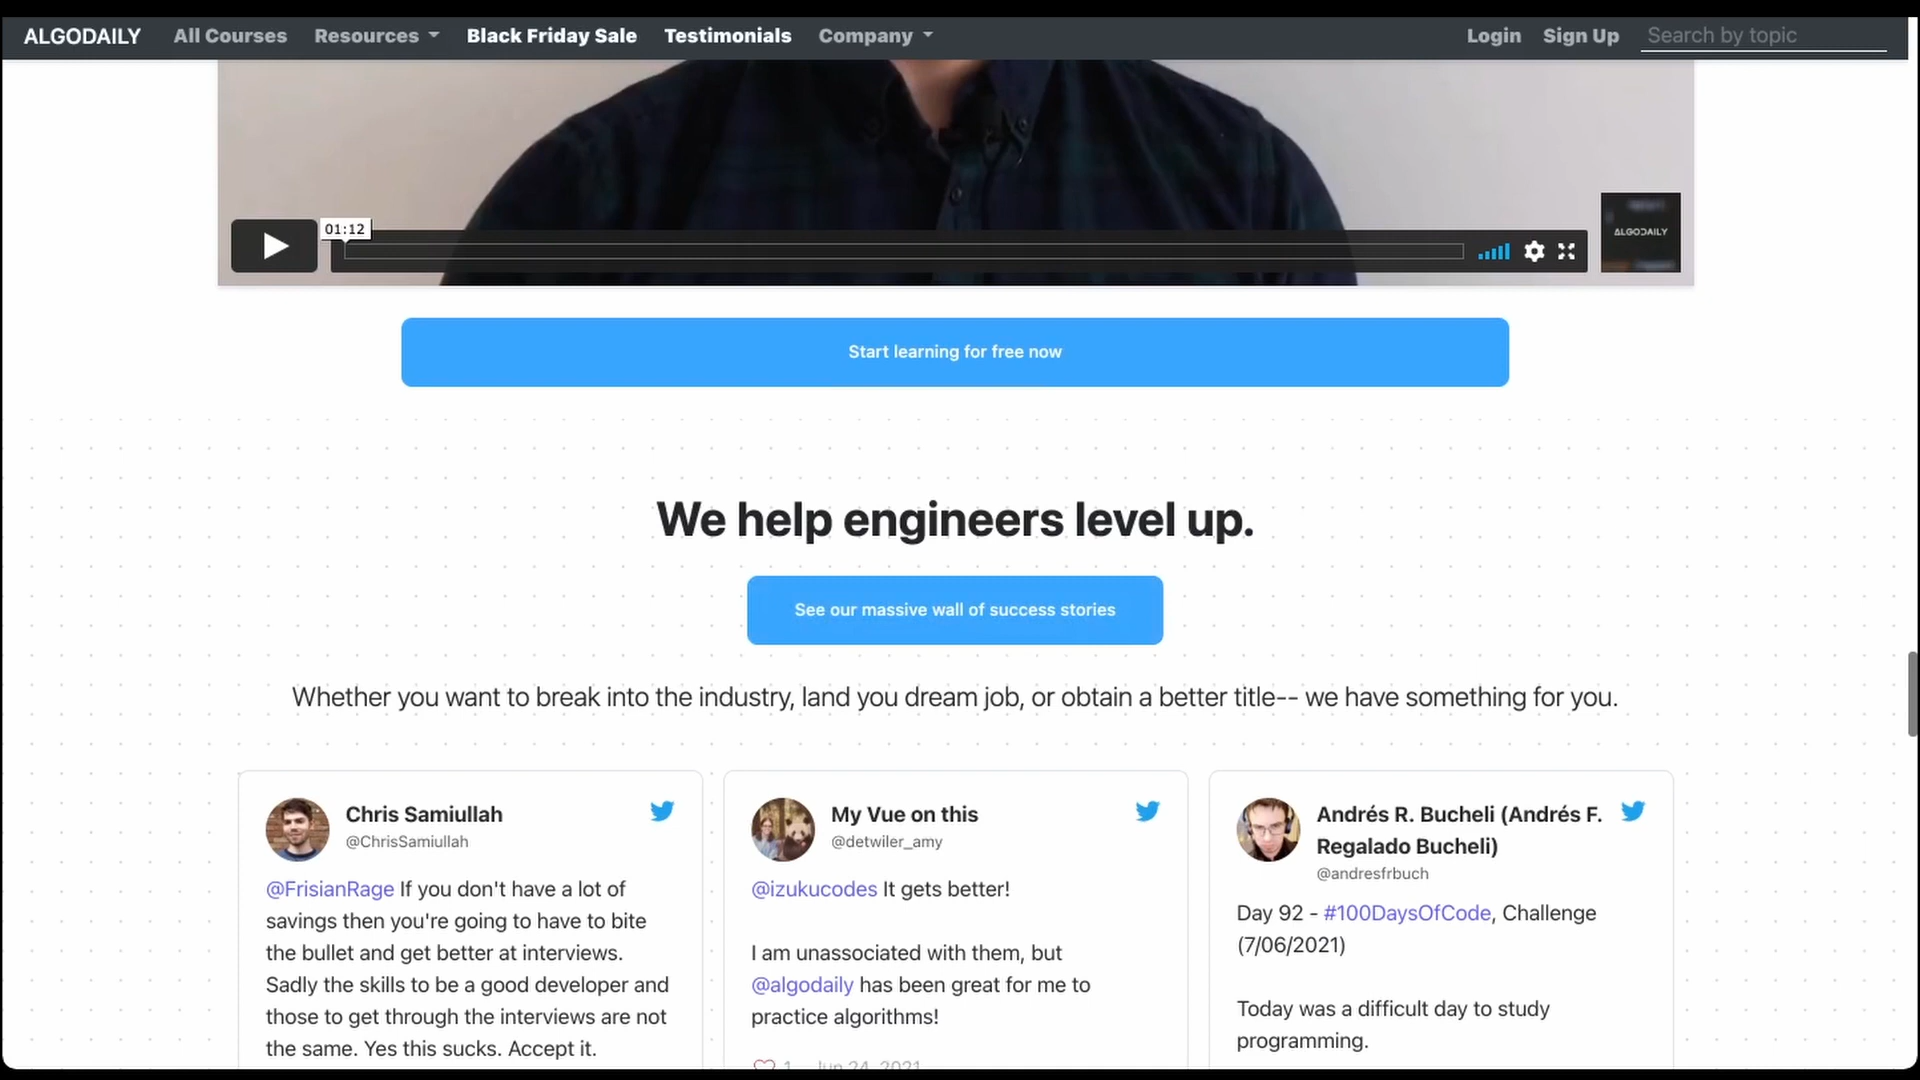 ALGODAILY All Courses Resources Black Friday Sale Testimonials Company Login Sign Up Search by topic
01:12
ALGODAILY
Start learning for free now
We help engineers level up.
See our massive wall of success stories
Whether you want to break into the industry, land you dream job, or obtain a better title-- we have something for you.
Chris Samiullah
@ChrisSamiullah
@FrisianRage If you don't have a lot of
savings then you're going to have to bite
the bullet and get better at interviews.
Sadly the skills to be a good developer and
those to get through the interviews are not
the same. Yes this sucks. Accept it.
My Vue on this
@detwiler_amy
@izukucodes It gets better!
I am unassociated with them, but
@algodaily has been great for me to
practice algorithms!
1 Jun 24, 2021
Andrés R. Bucheli (Andrés F.
Regalado Bucheli)
@andresfrbuch
Day 92 - #100DaysOfCode, Challenge
(7/06/2021)
Today was a difficult day to study
programming.